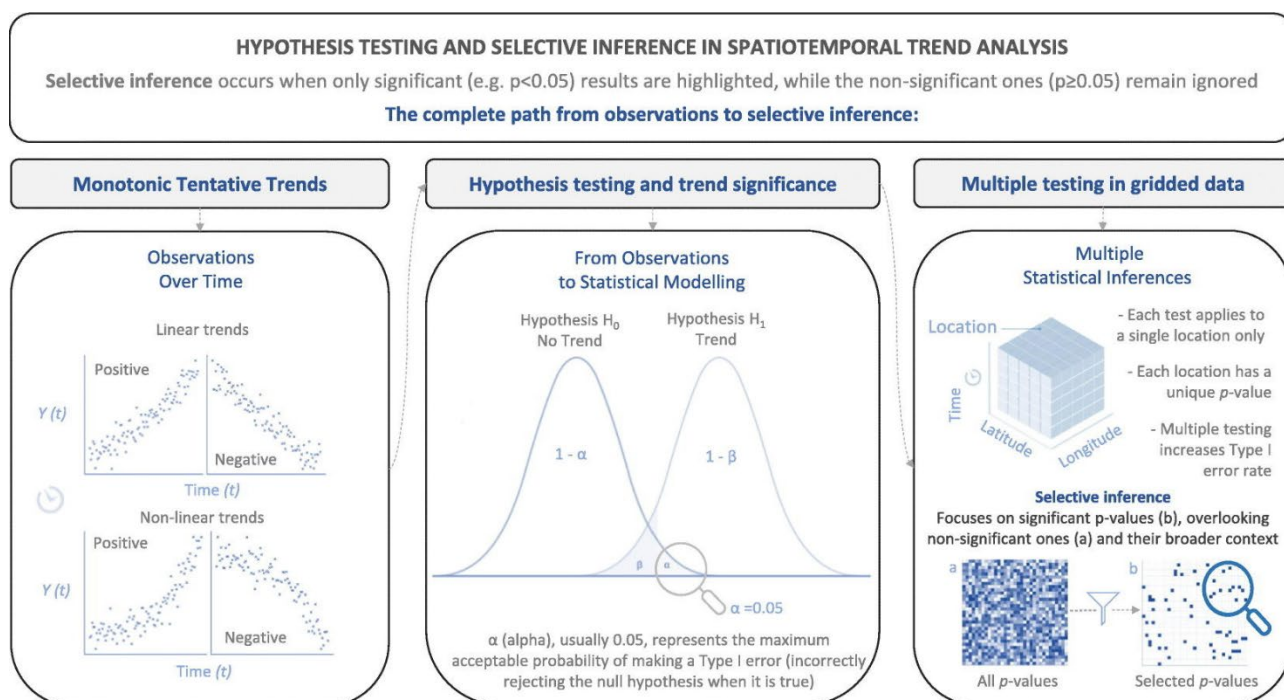 HYPOTHESIS TESTING AND SELECTIVE INFERENCE IN SPATIOTEMPORAL TREND ANALYSIS
Selective inference occurs when only significant (e.g. p<0.05) results are highlighted, while the non-significant ones (p≥0.05) remain ignored
The complete path from observations to selective inference:
Monotonic Tentative Trends
Observations
Over Time
Linear trends
Positive
Negative
Y (t)
Time (t)
Non-linear trends
Positive
Negative
Y (t)
Time (t)
Hypothesis testing and trend significance
From Observations
to Statistical Modelling
Hypothesis H₀
No Trend
Hypothesis H₁
Trend
1 - α
1 - β
β
α
α =0.05
α (alpha), usually 0.05, represents the maximum
acceptable probability of making a Type I error (incorrectly
rejecting the null hypothesis when it is true)
Multiple testing in gridded data
Multiple
Statistical Inferences
Location
Time
Latitude
Longitude
- Each test applies to
a single location only
- Each location has a
unique p-value
- Multiple testing
increases Type I
error rate
Selective inference
Focuses on significant p-values (b), overlooking
non-significant ones (a) and their broader context
a
b
All p-values
Selected p-values